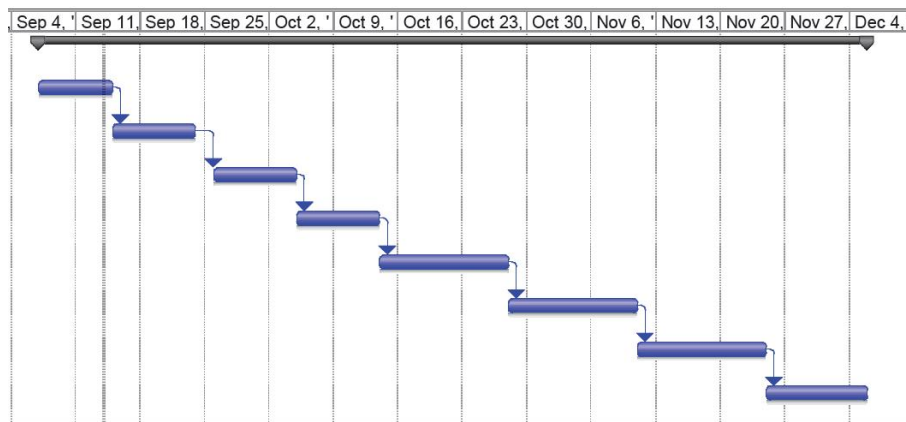 , Sep 4, ' Sep 11, Sep 18, Sep 25, Oct 2, ' Oct 9, ' Oct 16, Oct 23, Oct 30, Nov 6, ' Nov 13, Nov 20, Nov 27, Dec 4,